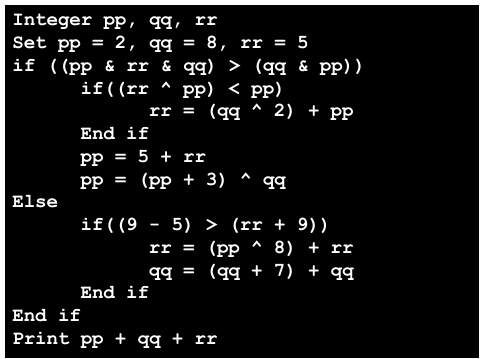 Integer pp, qq, rr
Set pp = 2, qq = 8, rr = 5
if ((pp & rr & qq) > (qq & pp))
if((rr ^ pp) < pp)
rr = (qq ^ 2) + pp
End if
pp = 5 + rr
pp = (pp + 3) ^ qq
Else
if((9 - 5) > (rr + 9))
rr = (pp ^ 8) + rr
qq = (qq + 7) + qq
End if
End if
Print pp + qq + rr